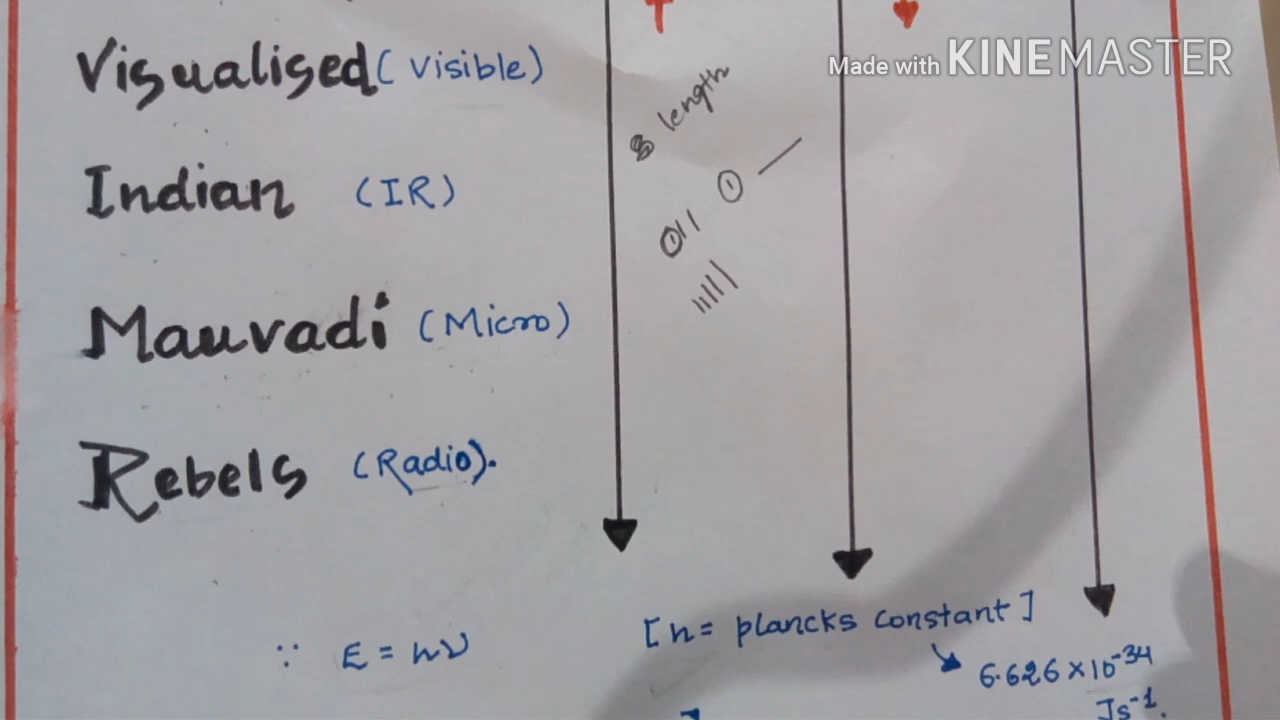 Made with KINEMASTER
Visualised (Visible)
length
Indian (IR)
Mauvadi (Micro)
Rebels (Radio).
[h= plancks constant]
∵ E = hν
6.626 × 10⁻³⁴
Js⁻¹.